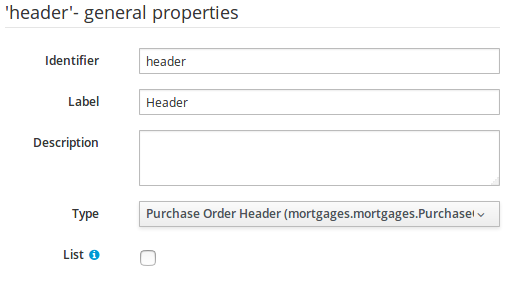 'header'- general properties
Identifier header
Label Header
Description
Type Purchase Order Header (mortgages.mortgages.Purchase
List